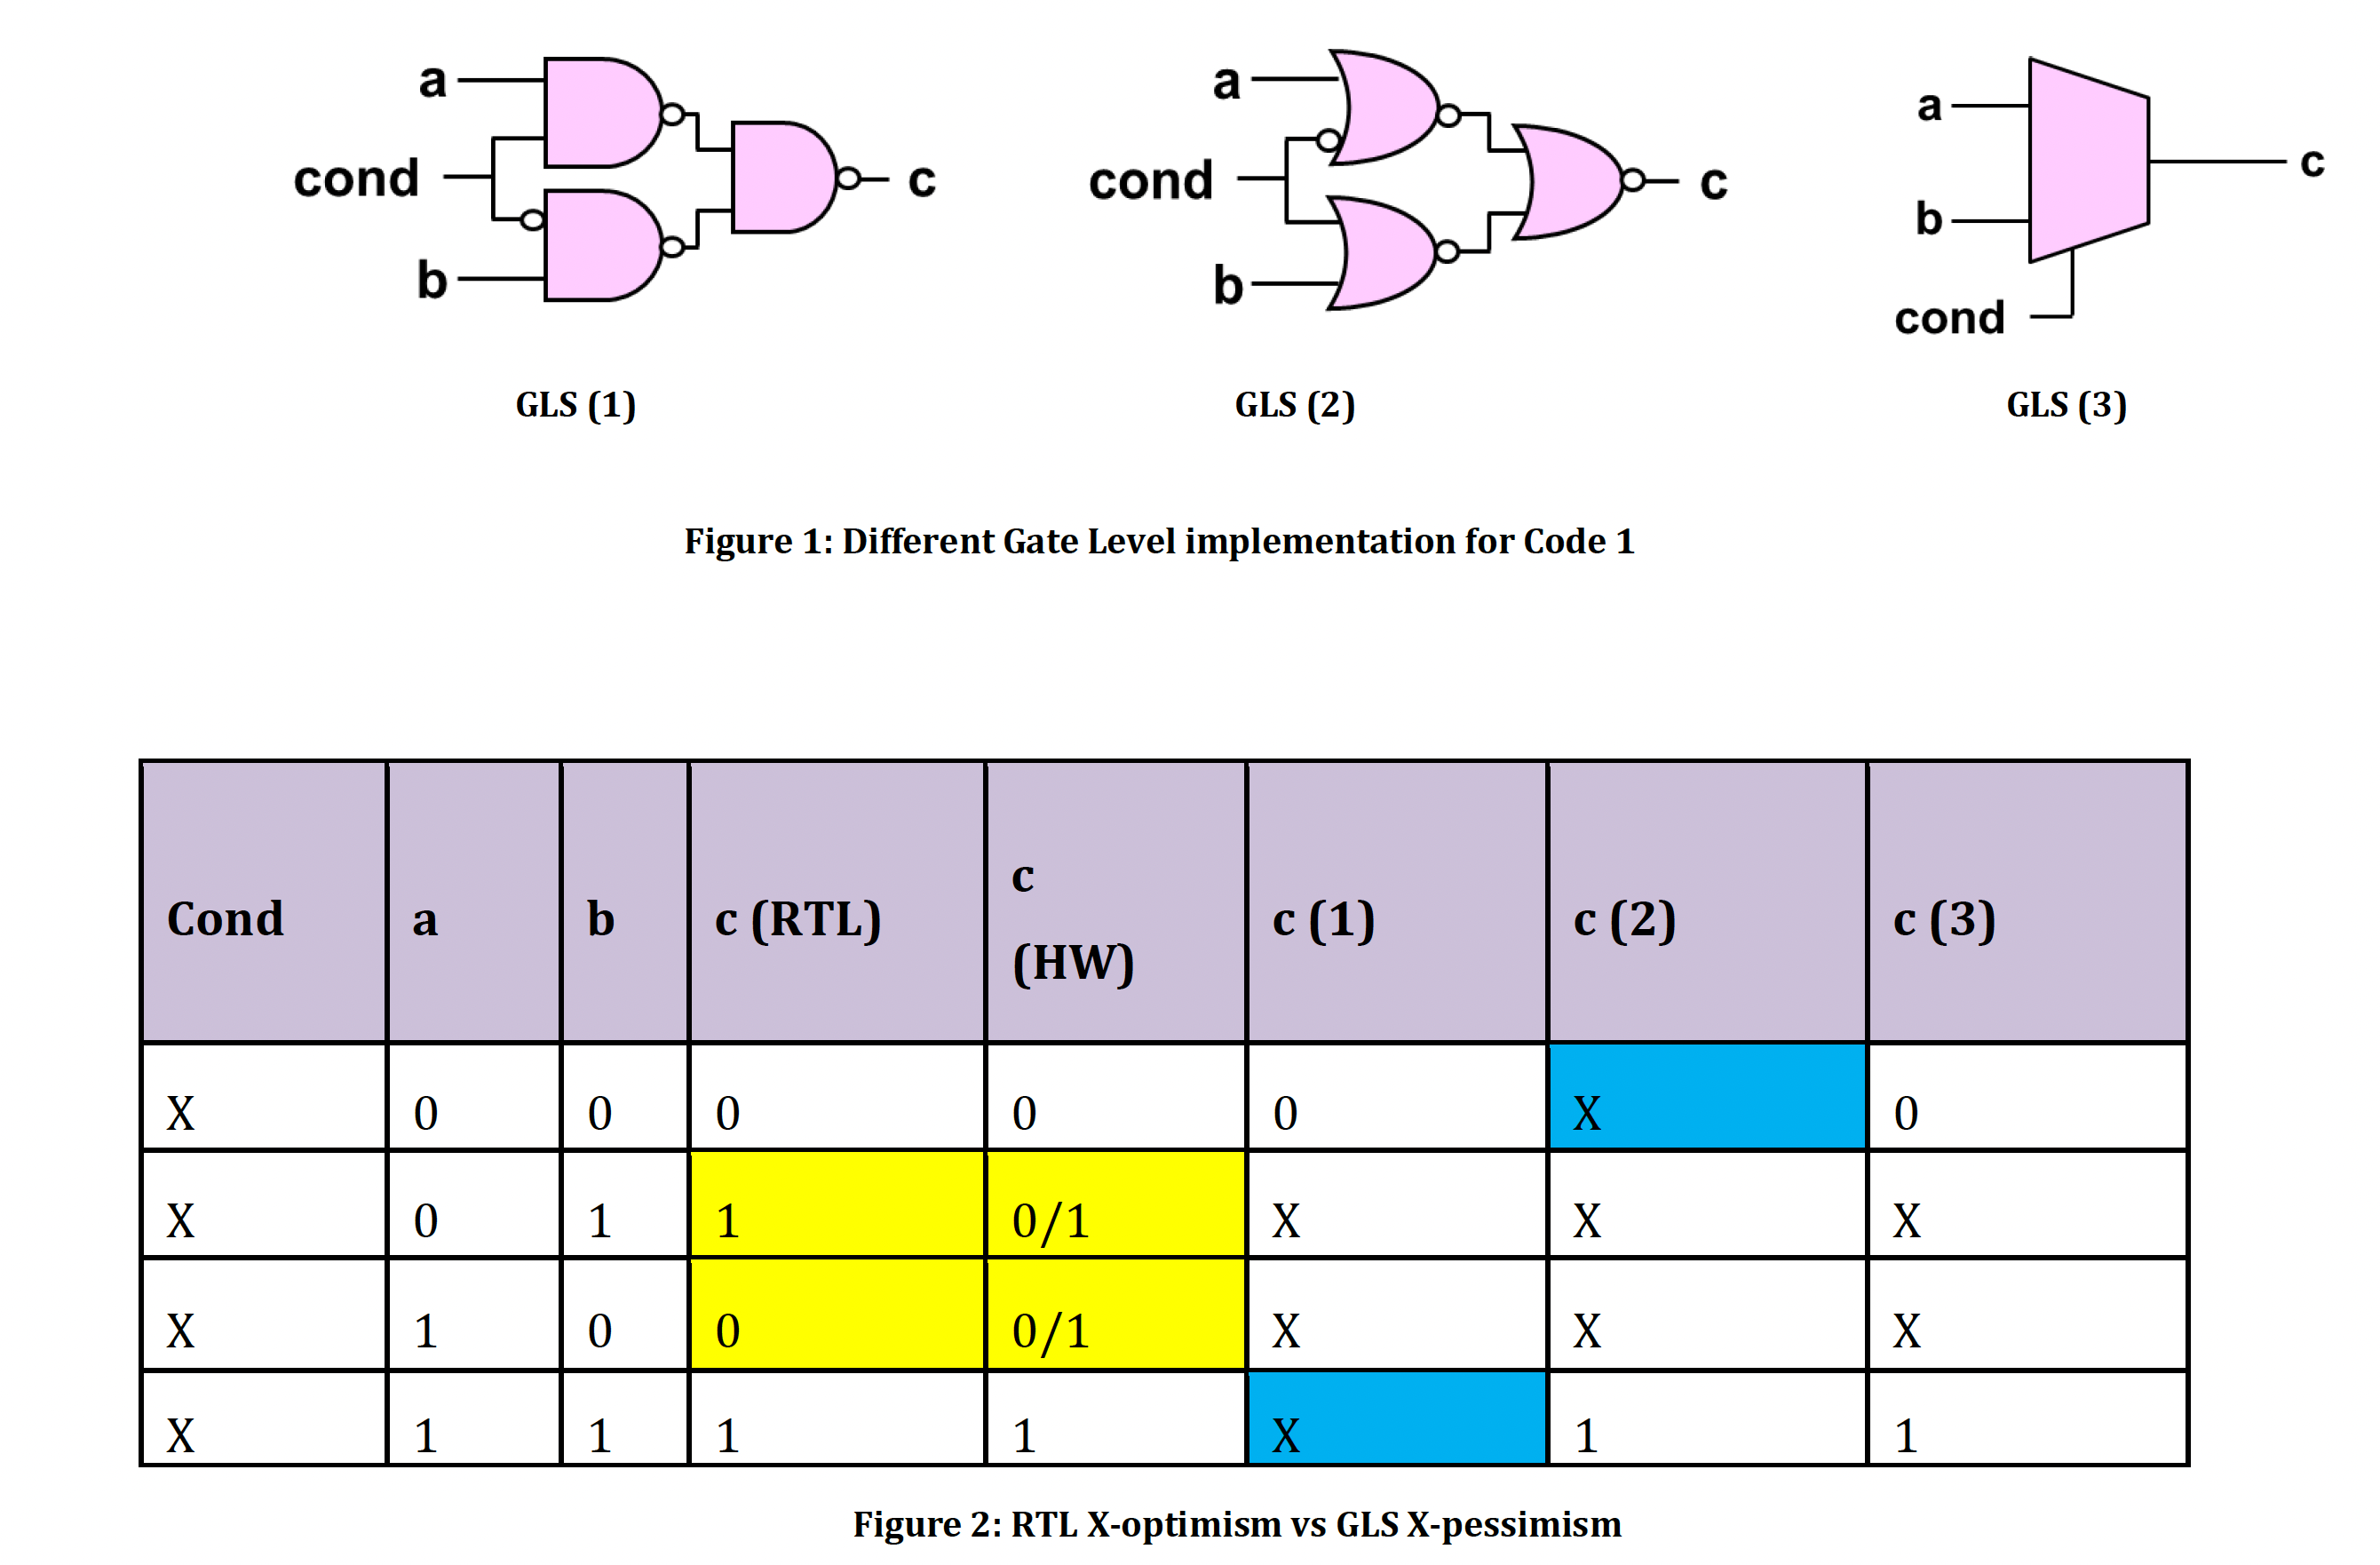 a
cond
b
c
GLS (1)
a
cond
b
c
GLS (2)
a
b
cond
c
GLS (3)
Figure 1: Different Gate Level implementation for Code 1
Cond a b c (RTL) c (HW) c (1) c (2) c (3)
X 0 0 0 0 0 X 0
X 0 1 1 0/1 X X X
X 1 0 0 0/1 X X X
X 1 1 1 1 X 1 1
Figure 2: RTL X-optimism vs GLS X-pessimism